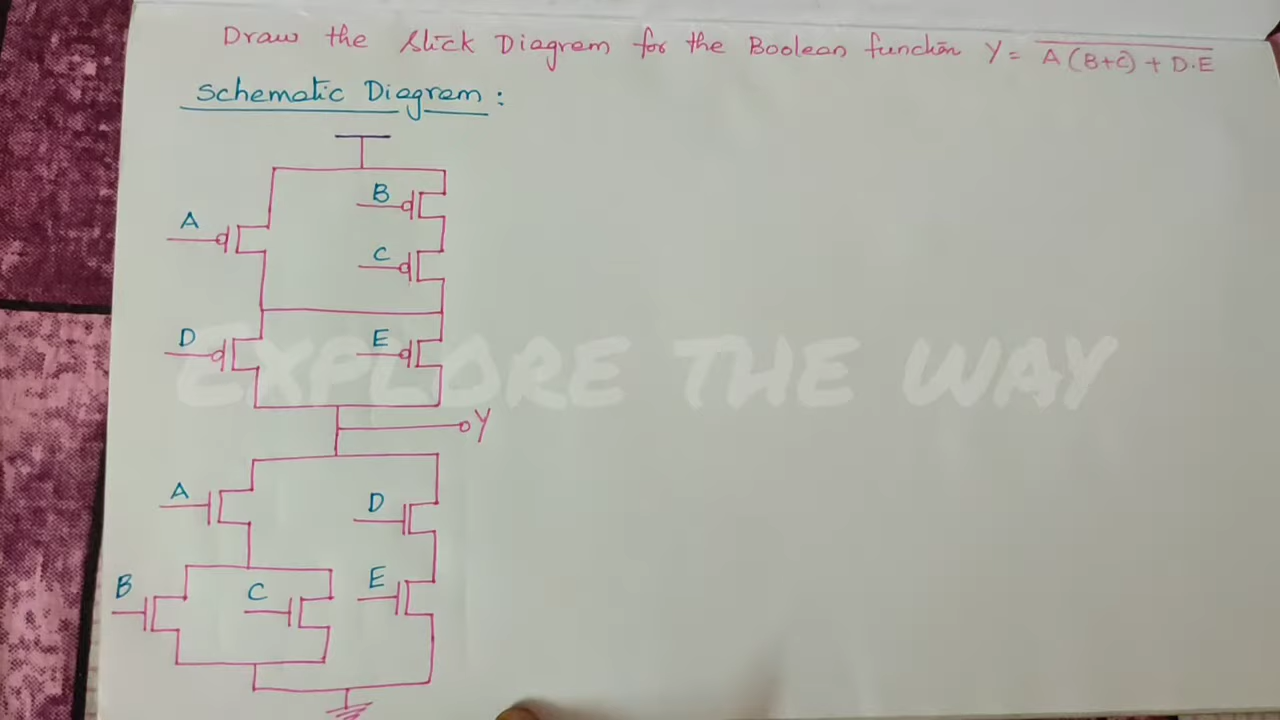 Draw the Stick Diagram for the Boolean function Y = A(B+C) + D.E
Schematic Diagram :
B
A
C
D
E
EXPLORE THE WAY
Y
A
D
B
C
E